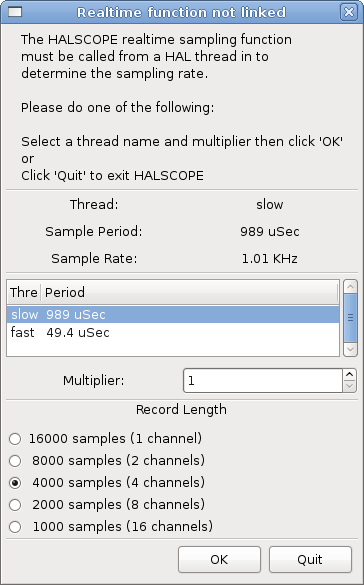 Realtime function not linked
The HALSCOPE realtime sampling function
must be called from a HAL thread in to
determine the sampling rate.
Please do one of the following:
Select a thread name and multiplier then click 'OK'
or
Click 'Quit' to exit HALSCOPE
Thread: slow
Sample Period: 989 uSec
Sample Rate: 1.01 KHz
Thre Period
slow 989 uSec
fast 49.4 uSec
Multiplier: 1
Record Length
16000 samples (1 channel)
8000 samples (2 channels)
4000 samples (4 channels)
2000 samples (8 channels)
1000 samples (16 channels)
OK Quit